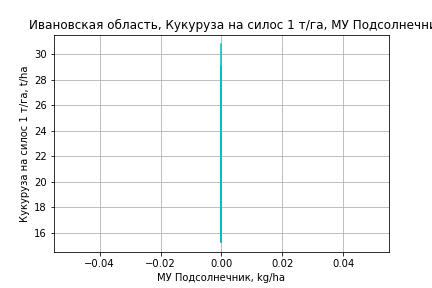 Ивановская область, Кукуруза на силос 1 т/га, МУ Подсолнечни
30
28
26
24
22
20
18
16
Кукуруза на силос 1 т/га, t/ha
−0.04 −0.02 0.00 0.02 0.04
МУ Подсолнечник, kg/ha